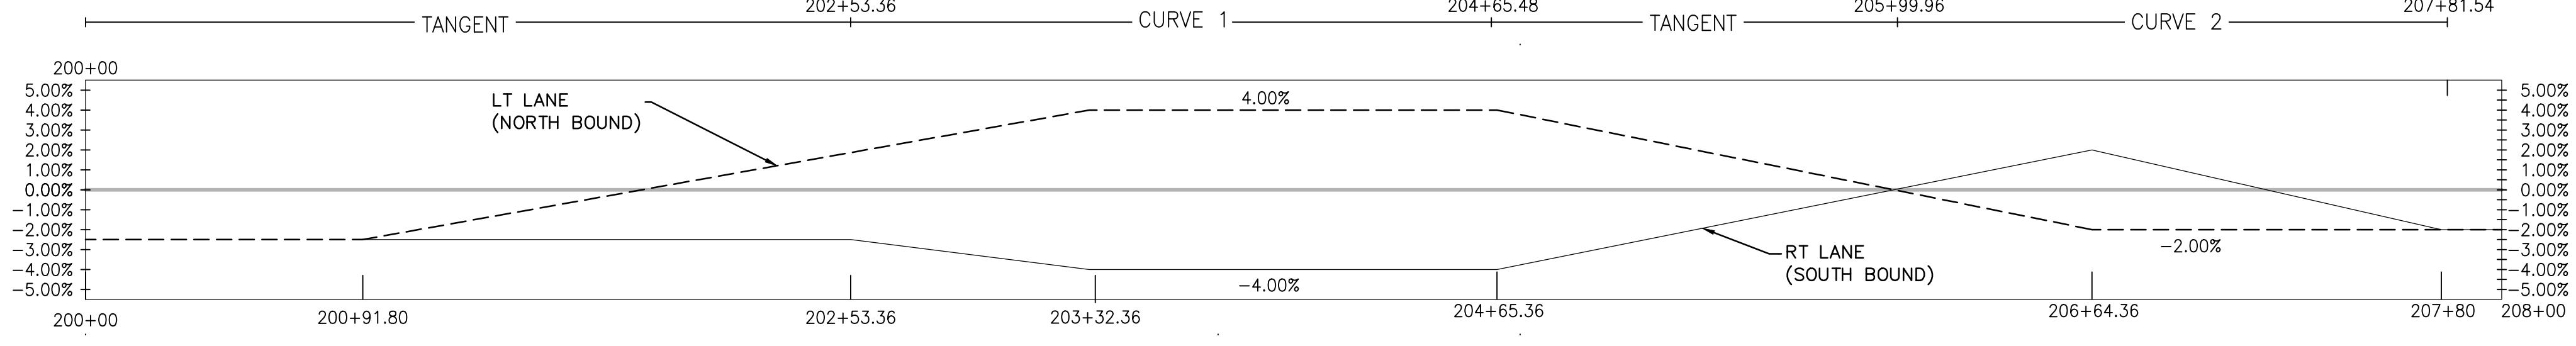 202+53.36 204+65.48 205+99.96 207+81.54
TANGENT CURVE 1 TANGENT CURVE 2
200+00
5.00% 5.00%
4.00% 4.00% 4.00%
3.00% 3.00%
2.00% 2.00%
1.00% 1.00%
0.00% 0.00%
-1.00% -1.00%
-2.00% -2.00%
-3.00% -3.00%
-4.00% -4.00%
-5.00% -5.00%
LT LANE
(NORTH BOUND)
RT LANE
(SOUTH BOUND)
-2.00%
-4.00%
200+00 200+91.80 202+53.36 203+32.36 204+65.36 206+64.36 207+80 208+00